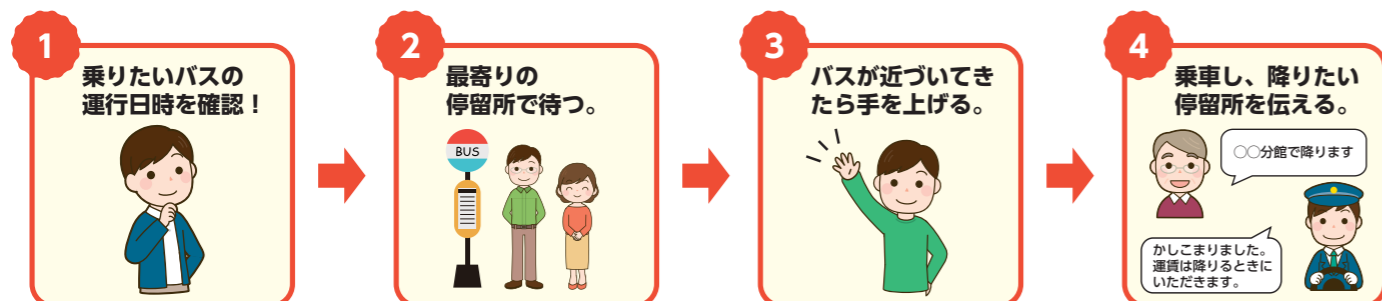 1
乗りたいバスの
運行日時を確認！
2
最寄りの
停留所で待つ。
BUS
3
バスが近づいてき
たら手を上げる。
4
乗車し、降りたい
停留所を伝える。
○○分館で降ります
かしこまりました。
運賃は降りるときに
いただきます。